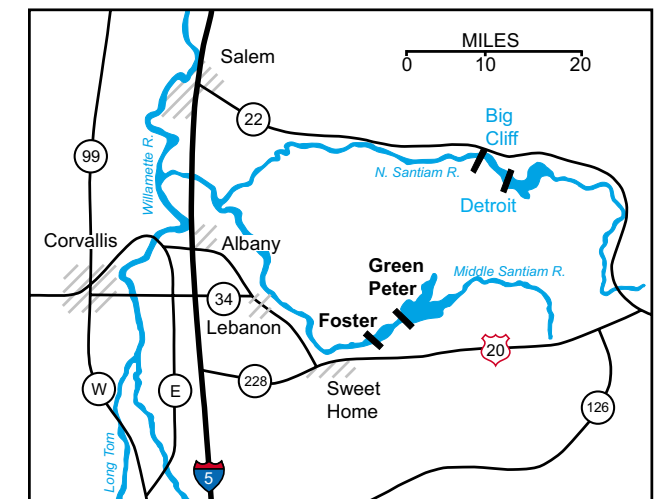 MILES
0 10 20
Salem
22
Big
Cliff
99
Willamette R.
N. Santiam R.
Detroit
Corvallis
Albany
Green
Peter
Middle Santiam R.
34
Lebanon
Foster
20
228
Sweet
Home
W
E
126
Long Tom
5